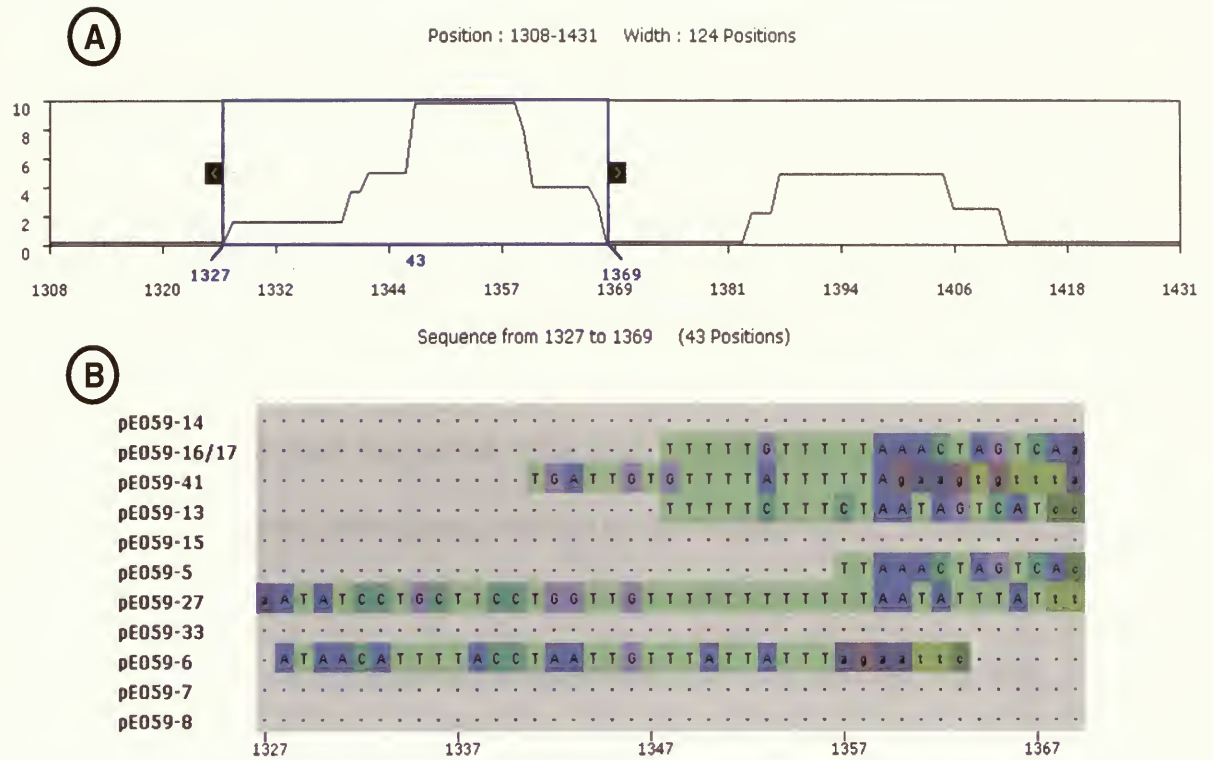 A
Position : 1308-1431 Width : 124 Positions
10
8
6
4
2
0
< >
1327 43 1369
1308 1320 1332 1344 1357 1369 1381 1394 1406 1418 1431
Sequence from 1327 to 1369 (43 Positions)
B
pE059-14 . . . . . . . . . . . . . . . . . . . . . . . . . . . . . . . . . . . . . . . . . . .
pE059-16/17 . . . . . . . . . . . . . . . . . . . . . T T T T T G T T T T T A A A C T A G T C A a
pE059-41 . . . . . . . . . . . . . . T G A T T G T G T T T T A T T T T T A g a a g t g t t t a
pE059-13 . . . . . . . . . . . . . . . . . . . . . T T T T T C T T T C T A A T A G T C A T c c
pE059-15 . . . . . . . . . . . . . . . . . . . . . . . . . . . . . . . . . . . . . . . . . . .
pE059-5 . . . . . . . . . . . . . . . . . . . . . . . . . . . . . . T T A A A C T A G T C A c
pE059-27 a A T A T C C T G C T T C C T G G T T G T T T T T T T T T T T T A A T A T T T A T t t
pE059-33 . . . . . . . . . . . . . . . . . . . . . . . . . . . . . . . . . . . . . . . . . . .
pE059-6 . A T A A C A T T T T A C C T A A T T G T T T A T T A T T T a g a a t t c . . . . . .
pE059-7 . . . . . . . . . . . . . . . . . . . . . . . . . . . . . . . . . . . . . . . . . . .
pE059-8 . . . . . . . . . . . . . . . . . . . . . . . . . . . . . . . . . . . . . . . . . . .
1327 1337 1347 1357 1367